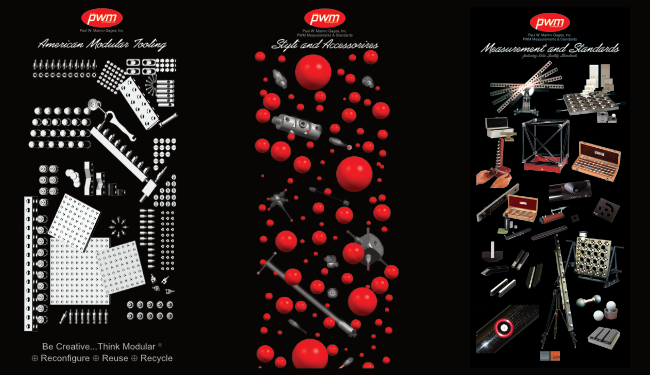 pwm
Paul W. Marino Gages, Inc.
American Modular Tooling
Be Creative...Think Modular ®
⊕ Reconfigure ⊕ Reuse ⊕ Recycle
pwm
Paul W. Marino Gages, Inc.
PWM Measurements & Standards
Styli and Accessories
pwm
Paul W. Marino Gages, Inc.
PWM Measurements & Standards
Measurement and Standards